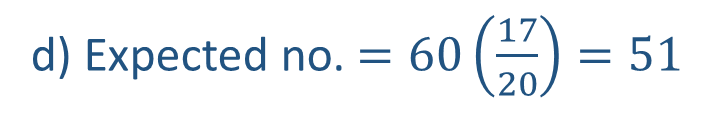 d) Expected no. = 60 (17/20) = 51